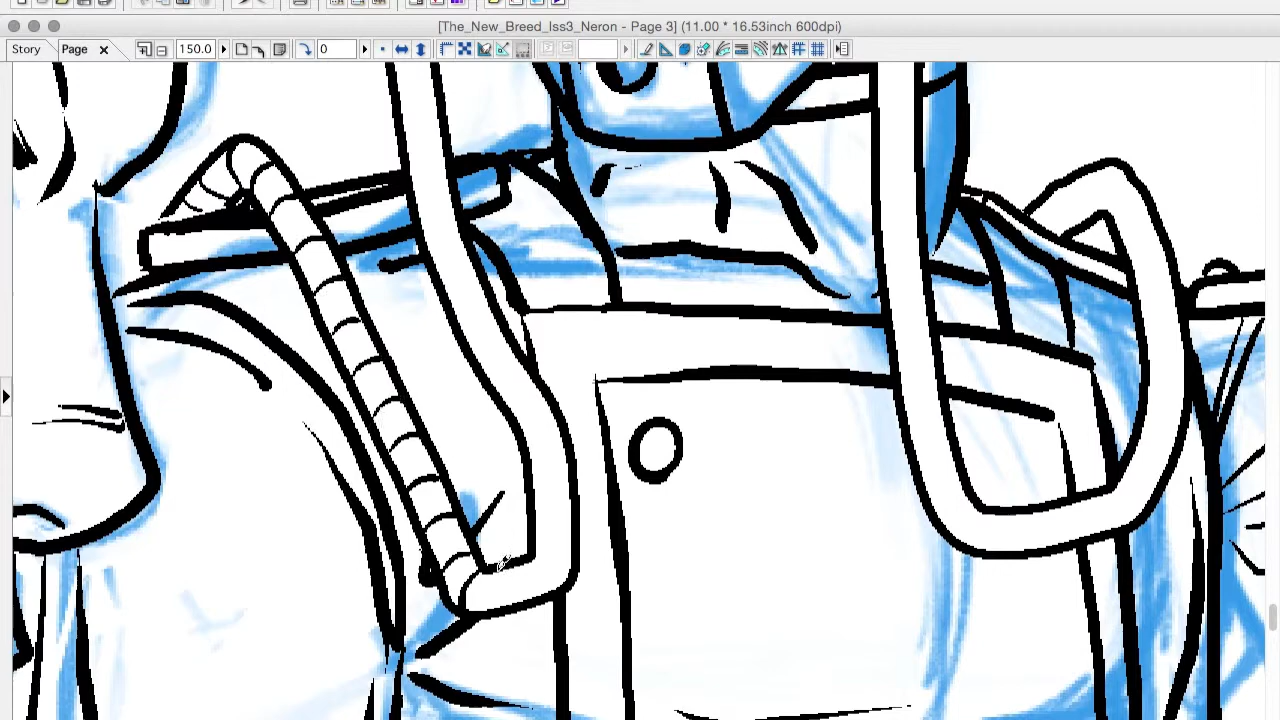 [The_New_Breed_Iss3_Neron - Page 3] (11.00 * 16.53inch 600dpi)
Story Page 150.0 0